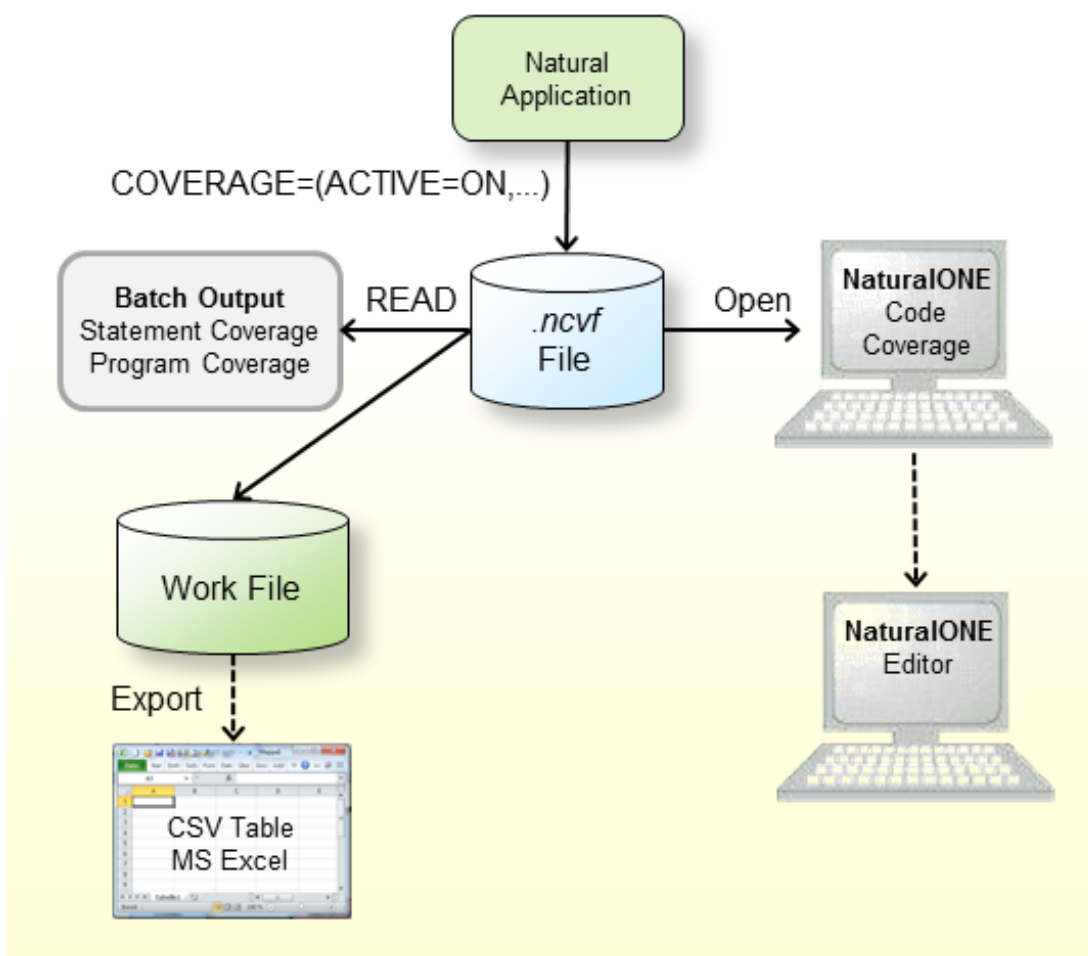 Natural
Application
COVERAGE=(ACTIVE=ON,...)
Batch Output
Statement Coverage
Program Coverage
READ
.ncvf
File
Open
NaturalONE
Code
Coverage
Work File
NaturalONE
Editor
Export
CSV Table
MS Excel